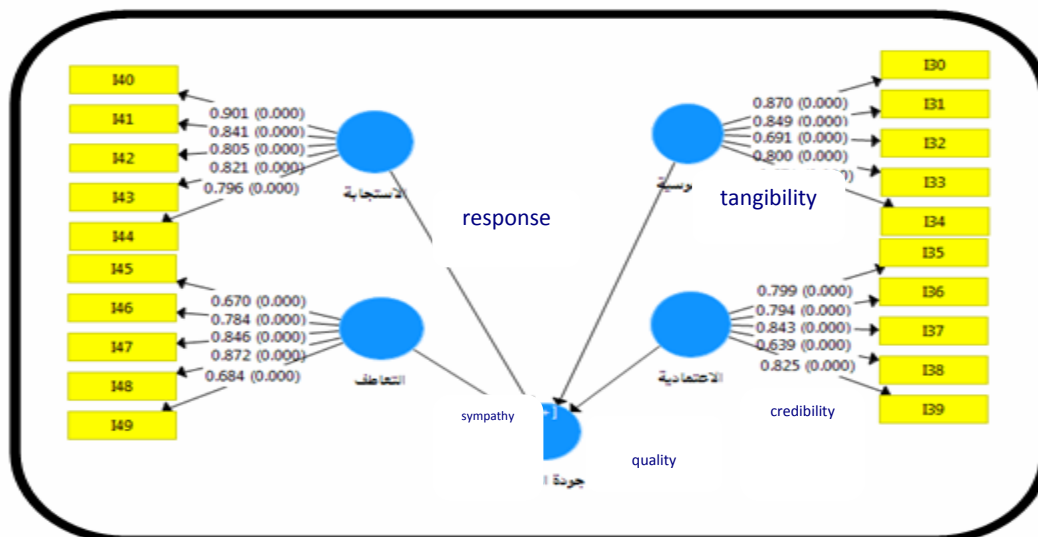 I40
I41
I42
I43
I44
0.901 (0.000)
0.841 (0.000)
0.805 (0.000)
0.821 (0.000)
0.796 (0.000)
الاستجابة
response
I45
I46
I47
I48
I49
0.670 (0.000)
0.784 (0.000)
0.846 (0.000)
0.872 (0.000)
0.684 (0.000)
التعاطف
sympathy
I30
I31
I32
I33
I34
0.870 (0.000)
0.849 (0.000)
0.691 (0.000)
0.800 (0.000)
tangibility
I35
I36
I37
I38
I39
0.799 (0.000)
0.794 (0.000)
0.843 (0.000)
0.639 (0.000)
0.825 (0.000)
الاعتمادية
credibility
quality
جودة